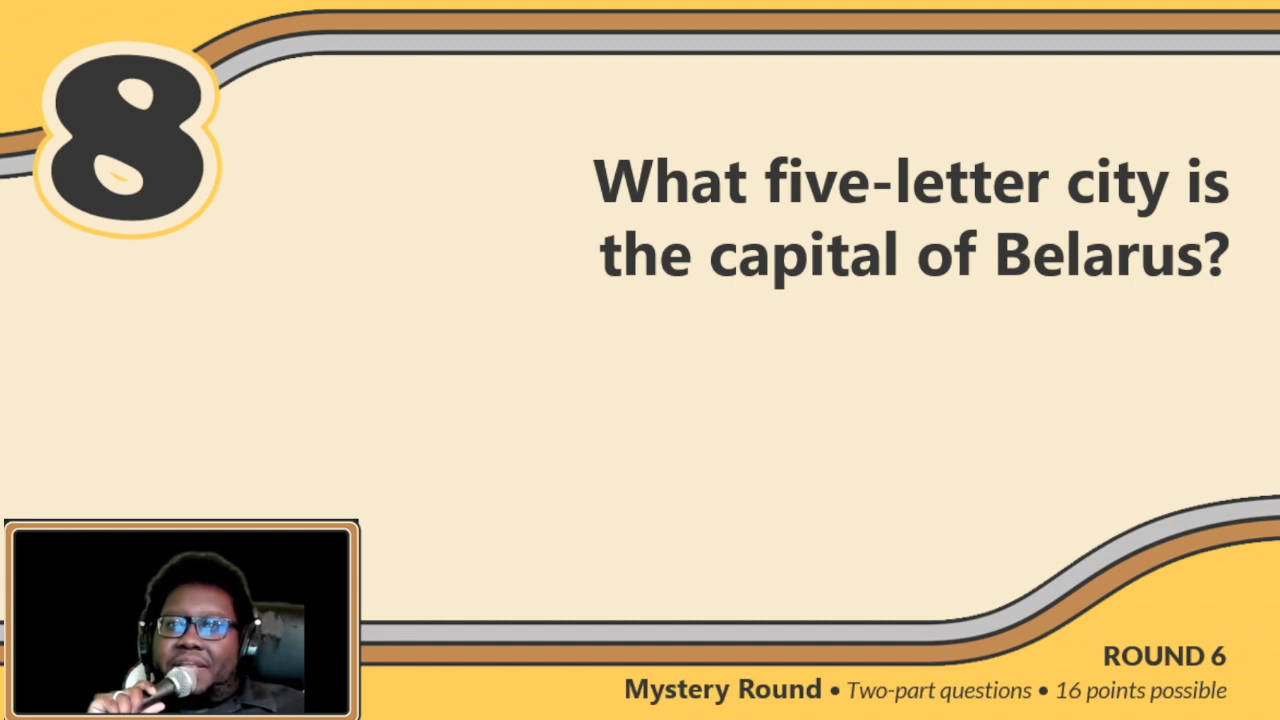 8
What five-letter city is
the capital of Belarus?
ROUND 6
Mystery Round • Two-part questions • 16 points possible